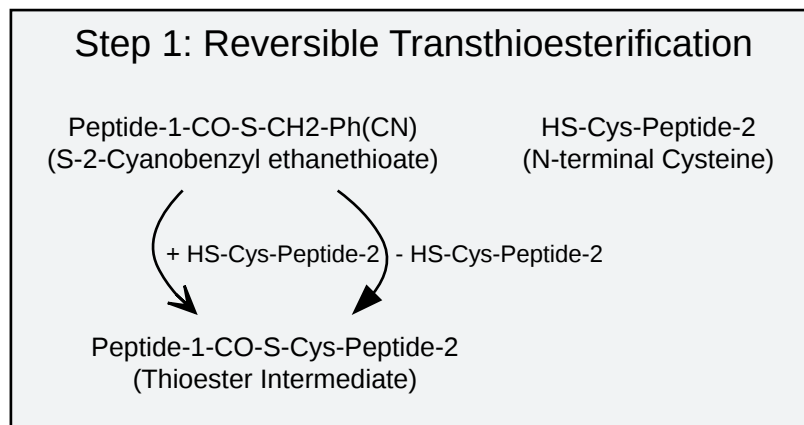 Step 1: Reversible Transthioesterification
Peptide-1-CO-S-CH2-Ph(CN)
(S-2-Cyanobenzyl ethanethioate)
HS-Cys-Peptide-2
(N-terminal Cysteine)
+ HS-Cys-Peptide-2
- HS-Cys-Peptide-2
Peptide-1-CO-S-Cys-Peptide-2
(Thioester Intermediate)